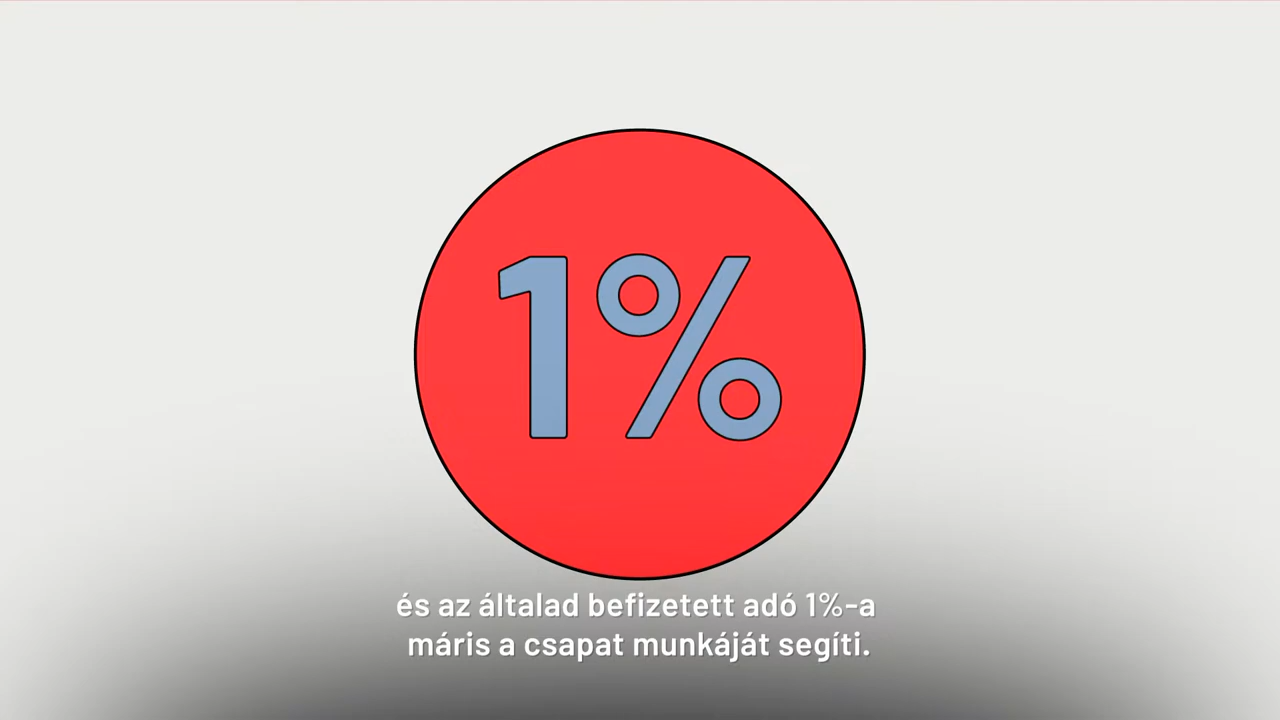 1%
és az általad befizetett adó 1%-a
máris a csapat munkáját segíti.